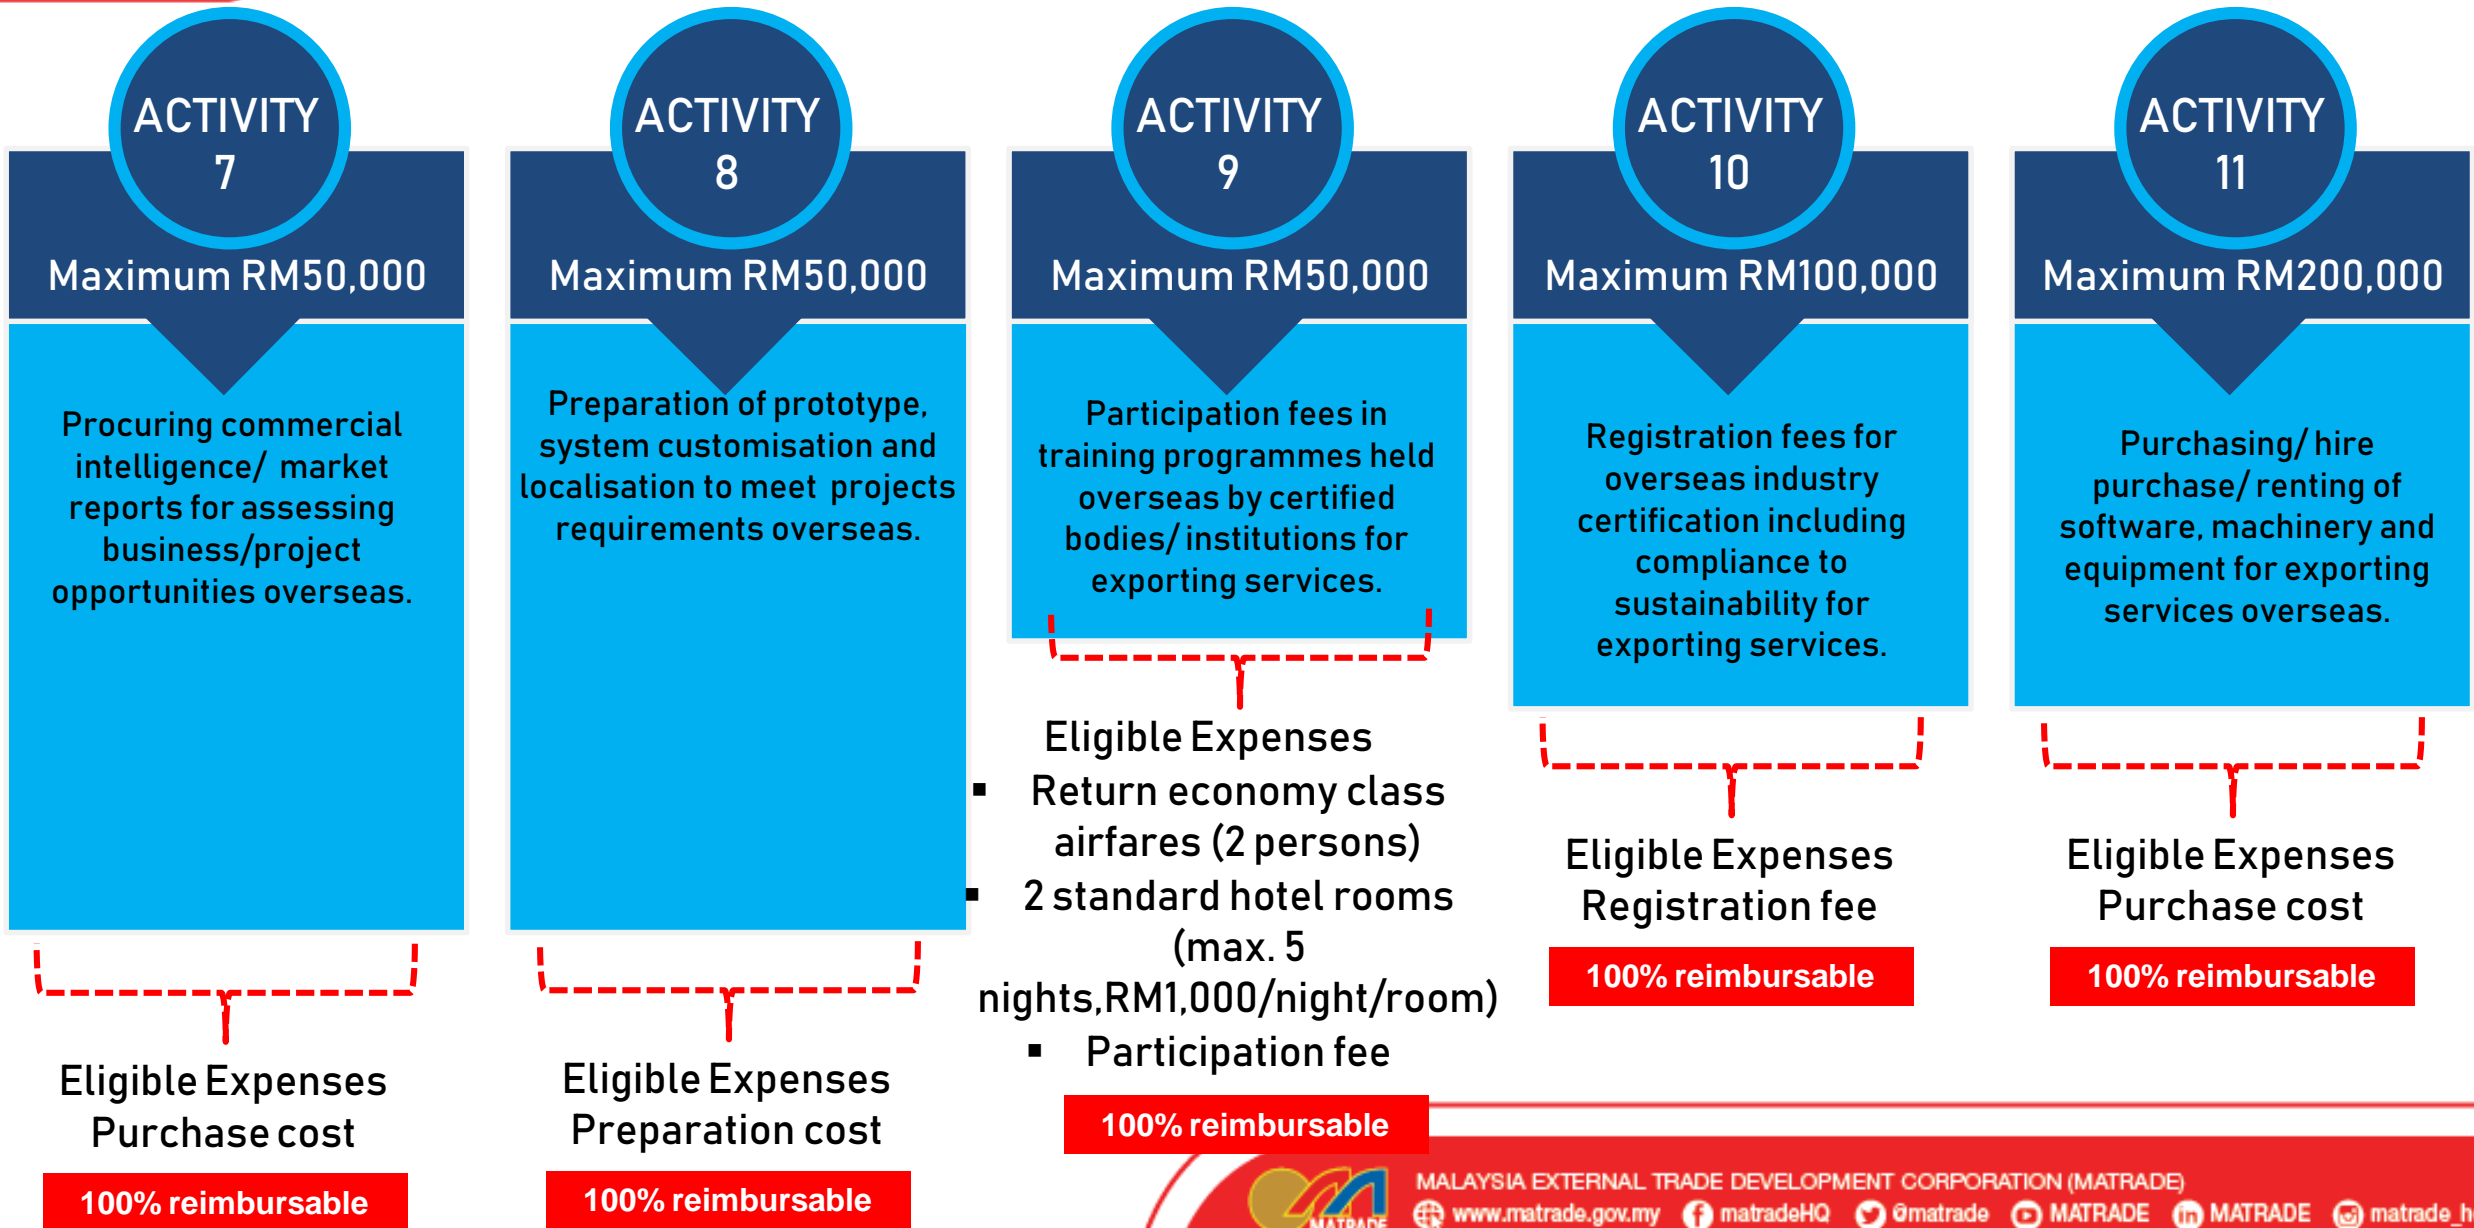 ACTIVITY
7
Maximum RM50,000
Procuring commercial
intelligence/ market
reports for assessing
business/project
opportunities overseas.
Eligible Expenses
Purchase cost
100% reimbursable
ACTIVITY
8
Maximum RM50,000
Preparation of prototype,
system customisation and
localisation to meet projects
requirements overseas.
Eligible Expenses
Preparation cost
100% reimbursable
ACTIVITY
9
Maximum RM50,000
Participation fees in
training programmes held
overseas by certified
bodies/ institutions for
exporting services.
Eligible Expenses
▪ Return economy class
airfares (2 persons)
▪ 2 standard hotel rooms
(max. 5
nights,RM1,000/night/room)
▪ Participation fee
100% reimbursable
ACTIVITY
10
Maximum RM100,000
Registration fees for
overseas industry
certification including
compliance to
sustainability for
exporting services.
Eligible Expenses
Registration fee
100% reimbursable
ACTIVITY
11
Maximum RM200,000
Purchasing/ hire
purchase/ renting of
software, machinery and
equipment for exporting
services overseas.
Eligible Expenses
Purchase cost
100% reimbursable
MATRADE
MALAYSIA EXTERNAL TRADE DEVELOPMENT CORPORATION (MATRADE)
www.matrade.gov.my matradeHQ @matrade MATRADE MATRADE